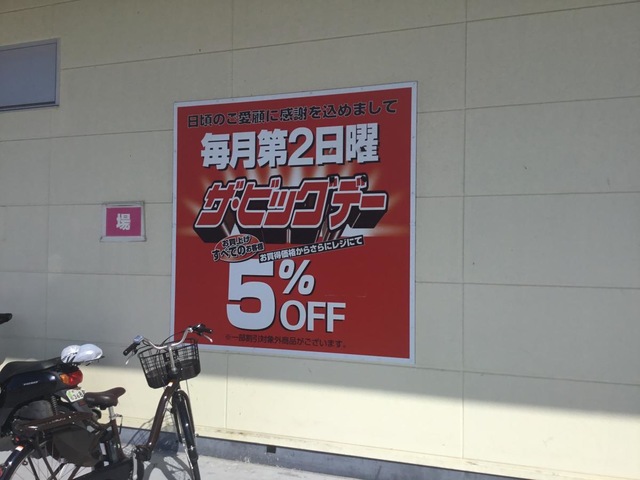 日頃のご愛顧に感謝を込めまして
毎月第2日曜
ザ・ビッグデー
お買上げ
すべてのお客様
お買得価格からさらにレジにて
5%
OFF
※一部割引対象外商品がございます。
場